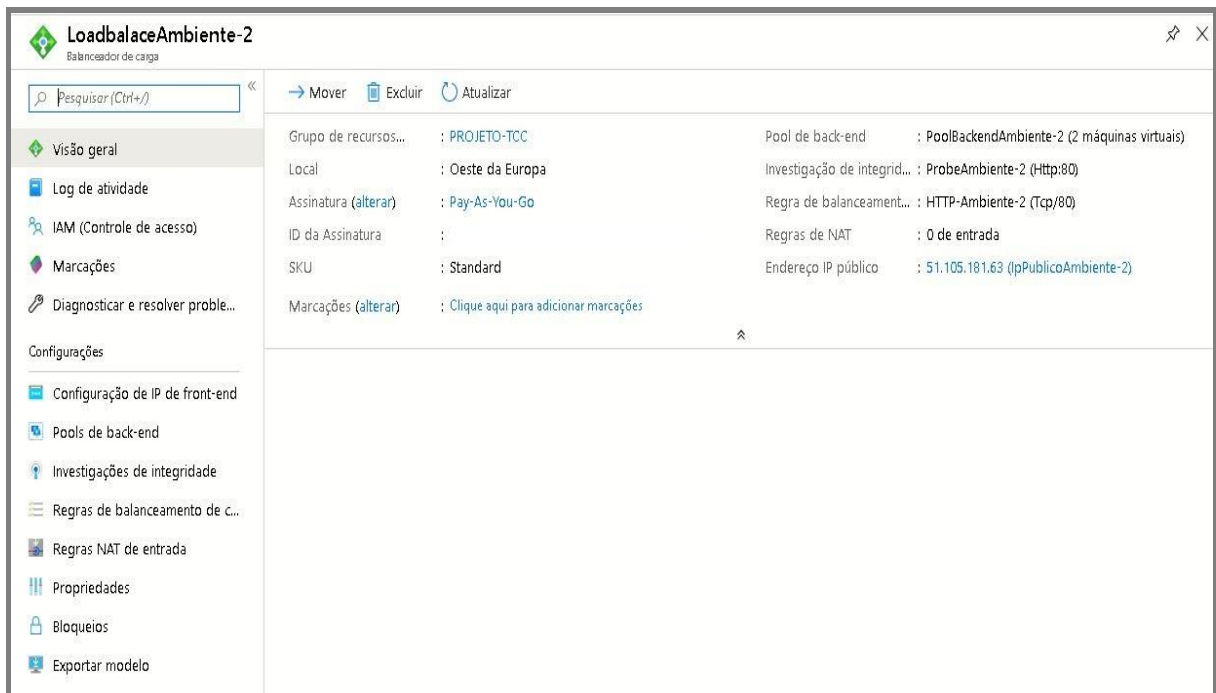 LoadbalaceAmbiente-2
Balanceador de carga
Pesquisar (Ctrl+/)
«
Visão geral
Log de atividade
IAM (Controle de acesso)
Marcações
Diagnosticar e resolver proble...
Configurações
Configuração de IP de front-end
Pools de back-end
Investigações de integridade
Regras de balanceamento de c...
Regras NAT de entrada
Propriedades
Bloqueios
Exportar modelo
Mover Excluir Atualizar
Grupo de recursos... : PROJETO-TCC
Local : Oeste da Europa
Assinatura (alterar) : Pay-As-You-Go
ID da Assinatura :
SKU : Standard
Marcações (alterar) : Clique aqui para adicionar marcações
Pool de back-end : PoolBackendAmbiente-2 (2 máquinas virtuais)
Investigação de integrid... : ProbeAmbiente-2 (Http:80)
Regra de balanceament... : HTTP-Ambiente-2 (Tcp/80)
Regras de NAT : 0 de entrada
Endereço IP público : 51.105.181.63 (IpPublicoAmbiente-2)